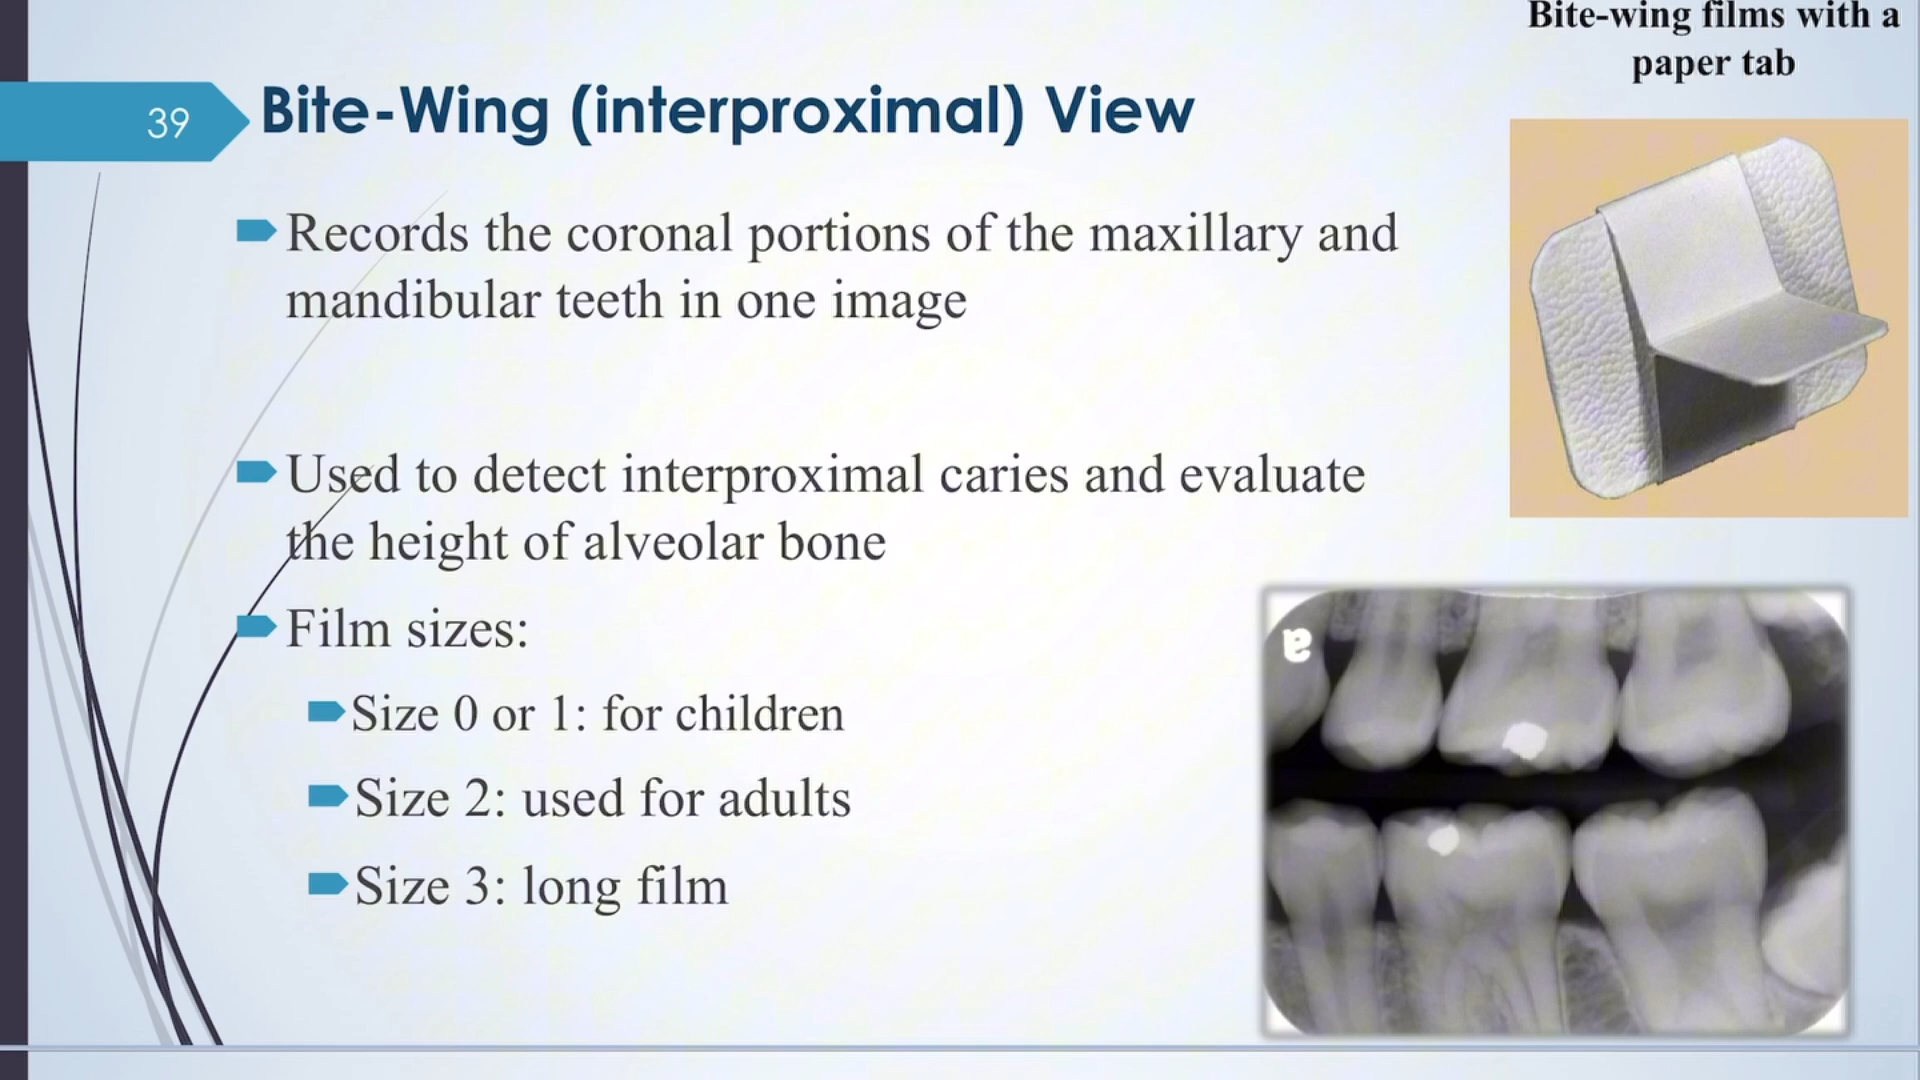 Bite-wing films with a
paper tab
39
Bite-Wing (interproximal) View
Records the coronal portions of the maxillary and
mandibular teeth in one image
Used to detect interproximal caries and evaluate
the height of alveolar bone
Film sizes:
Size 0 or 1: for children
Size 2: used for adults
Size 3: long film
a